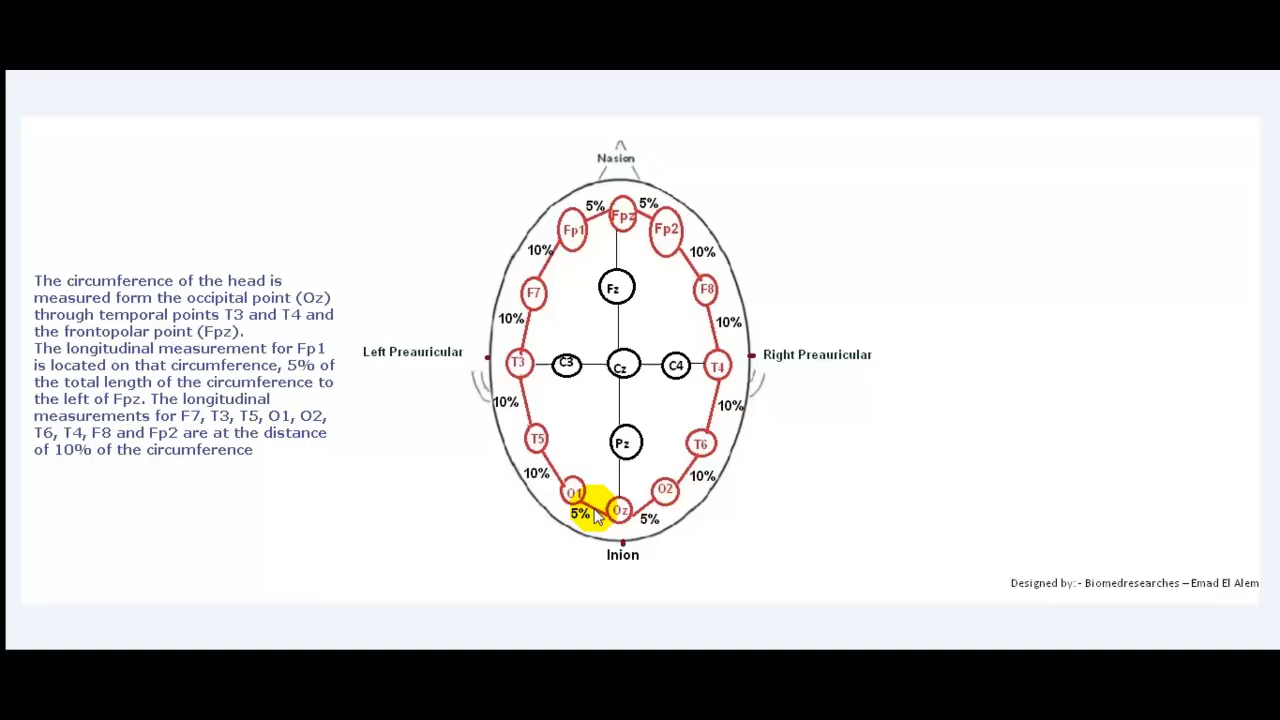 Nasion
5%
5%
Fpz
Fp1
Fp2
10%
10%
The circumference of the head is
measured form the occipital point (Oz)
through temporal points T3 and T4 and
the frontopolar point (Fpz).
The longitudinal measurement for Fp1
is located on that circumference, 5% of
the total length of the circumference to
the left of Fpz. The longitudinal
measurements for F7, T3, T5, O1, O2,
T6, T4, F8 and Fp2 are at the distance
of 10% of the circumference
F7
Fz
F8
10%
10%
Left Preauricular
Right Preauricular
T3
C3
Cz
C4
T4
10%
10%
T5
Pz
T6
10%
10%
O1
O2
5%
Oz
5%
Inion
Designed by:- Biomedresearches – Emad El Alem